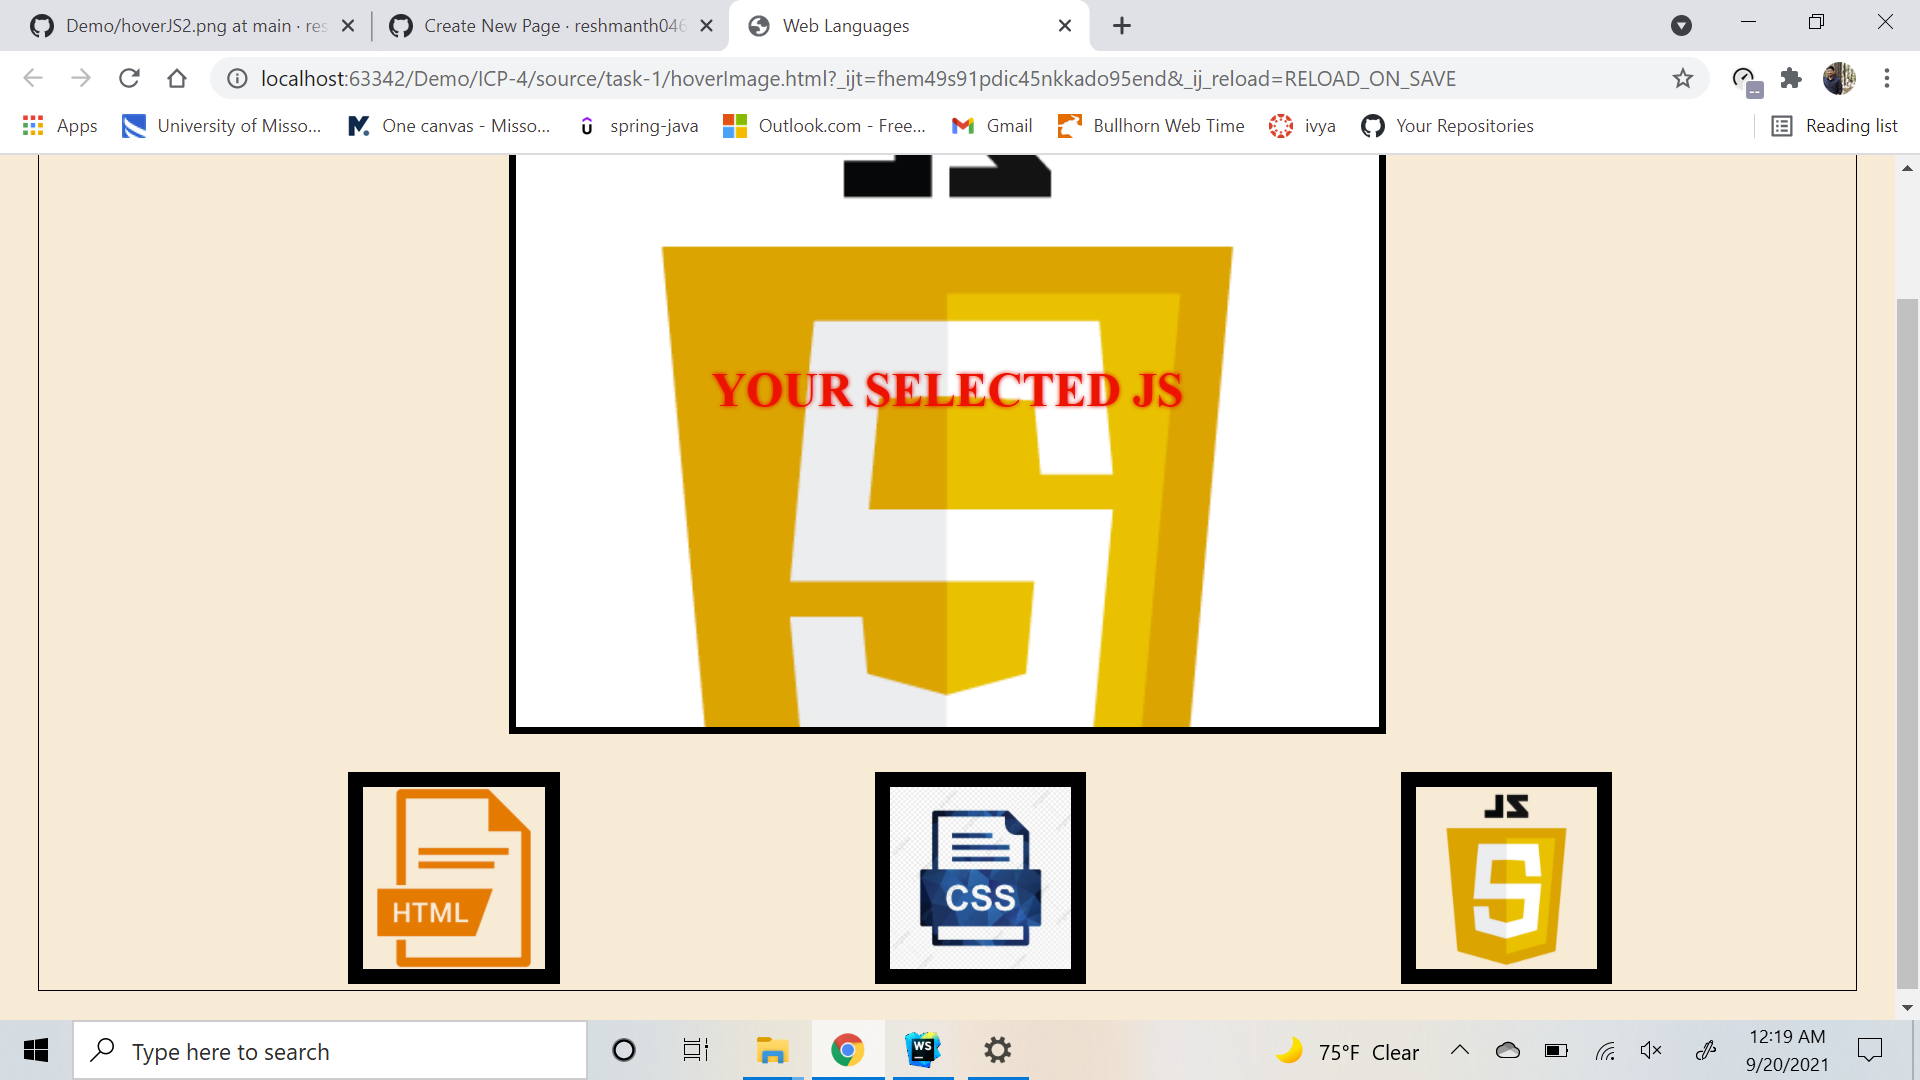 Demo/hoverJS2.png at main · res
Create New Page · reshmanth046
Web Languages
localhost:63342/Demo/ICP-4/source/task-1/hoverImage.html?_ijt=fhem49s91pdic45nkkado95end&_ij_reload=RELOAD_ON_SAVE
Apps
University of Misso...
One canvas - Misso...
spring-java
Outlook.com - Free...
Gmail
Bullhorn Web Time
ivya
Your Repositories
Reading list
YOUR SELECTED JS
HTML
CSS
JS
Type here to search
WS
75°F Clear
12:19 AM
9/20/2021